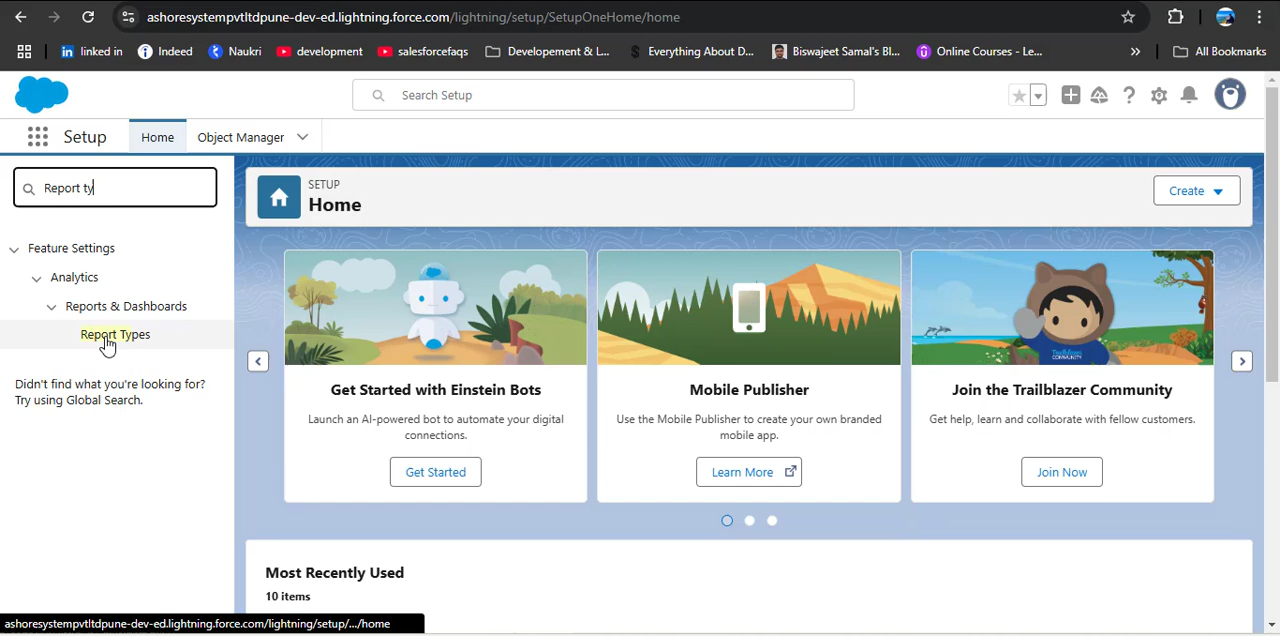 ashoresystempvtltdpune-dev-ed.lightning.force.com/lightning/setup/SetupOneHome/home
linked in
Indeed
Naukri
development
salesforcefaqs
Developement & L...
Everything About D...
Biswajeet Samal's Bl...
Online Courses - Le...
All Bookmarks
Search Setup
Setup
Home
Object Manager
Report ty
SETUP
Home
Create
Feature Settings
Analytics
Reports & Dashboards
Report Types
Didn't find what you're looking for?
Try using Global Search.
Get Started with Einstein Bots
Launch an AI-powered bot to automate your digital
connections.
Get Started
Mobile Publisher
Use the Mobile Publisher to create your own branded
mobile app.
Learn More
Join the Trailblazer Community
Get help, learn and collaborate with fellow customers.
Join Now
Most Recently Used
10 items
ashoresystempvtltdpune-dev-ed.lightning.force.com/lightning/setup/.../home